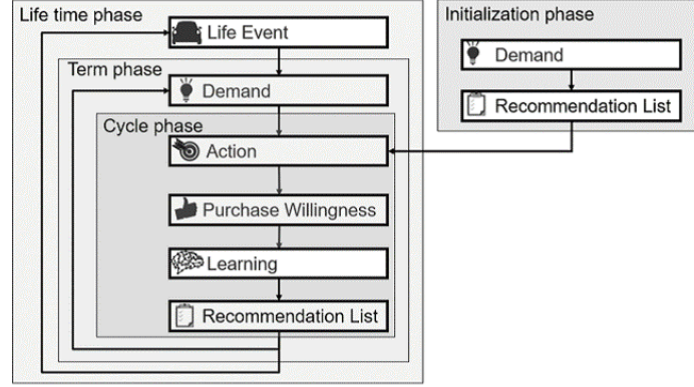 Life time phase
Life Event
Term phase
Demand
Cycle phase
Action
Purchase Willingness
Learning
Recommendation List
Initialization phase
Demand
Recommendation List